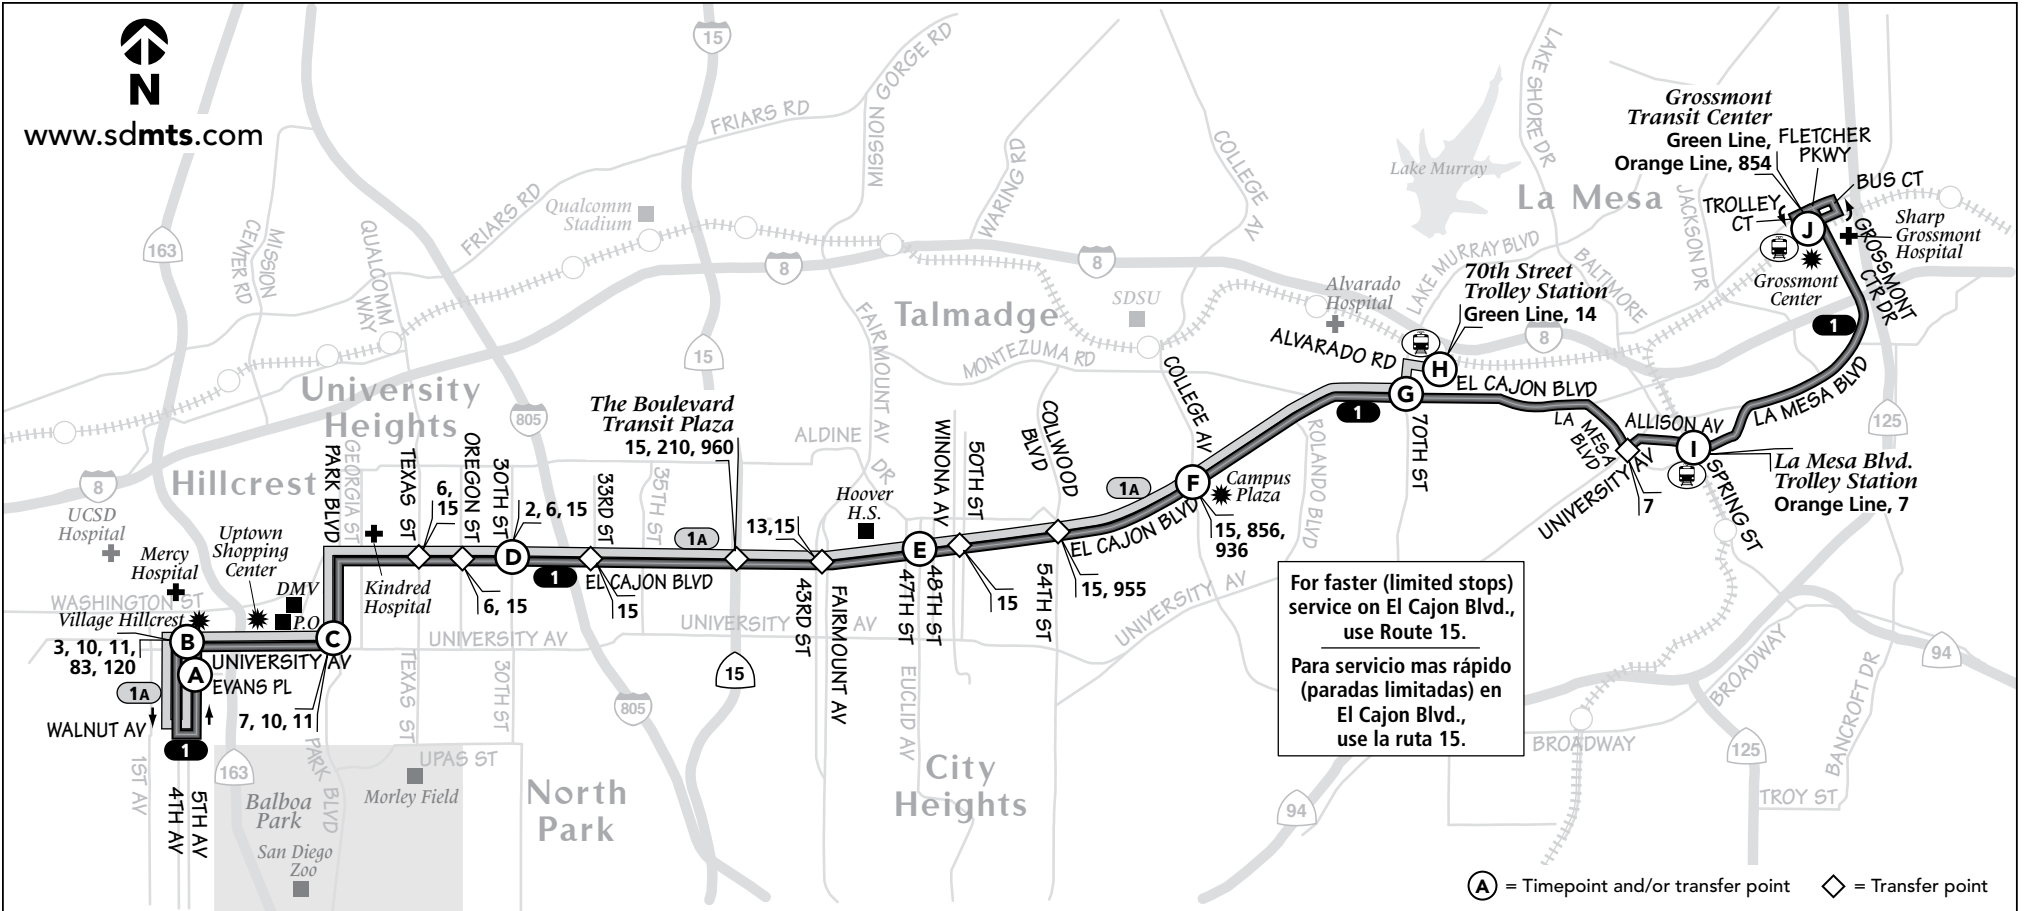 N
www.sdmts.com
15
MISSION GORGE RD
FRIARS RD
LAKE SHORE DR
Lake Murray
WARING RD
COLLEGE
AV
La Mesa
JACKSON DR
Grossmont
Transit Center
Green Line,
Orange Line, 854
FLETCHER
PKWY
BUS CT
TROLLEY
CT
J
Sharp
Grossmont
Hospital
Grossmont
Center
GROSSMONT
CTR DR
1
163
MISSION
CENTER RD
QUALCOMM
WAY
FRIARS RD
Qualcomm
Stadium
8
8
LAKE MURRAY BLVD
BALTIMORE
70th Street
Trolley Station
Green Line, 14
Alvarado
Hospital
ALVARADO RD
H
8
EL CAJON BLVD
15
Talmadge
SDSU
MONTEZUMA RD
FAIRMOUNT AV
COLLEGE AV
G
1
LA MESA BLVD
LA
MESA
BLVD
ALLISON AV
I
125
University
Heights
805
The Boulevard
Transit Plaza
15, 210, 960
ALDINE
DR
WINONA AV
50TH ST
COLLWOOD
BLVD
ROLANDO BLVD
70TH ST
UNIVERSITY AV
7
SPRING ST
La Mesa Blvd.
Trolley Station
Orange Line, 7
8
Hillcrest
PARK BLVD
GEORGIA ST
TEXAS ST
6,
15
OREGON ST
30TH ST
2, 6, 15
33RD ST
35TH ST
1A
13,15
Hoover
H.S.
1A
F
Campus
Plaza
15, 856,
936
UCSD
Hospital
Mercy
Hospital
Uptown
Shopping
Center
DMV
P.O.
Kindred
Hospital
D
1
EL CAJON BLVD
6, 15
15
E
15
15, 955
EL CAJON BLVD
WASHINGTON ST
Village Hillcrest
B
3, 10, 11,
83, 120
C
UNIVERSITY AV
UNIVERSITY AV
UNIVERSITY
AV
43RD ST
FAIRMOUNT AV
47TH ST
48TH ST
54TH ST
UNIVERSITY AV
A
EVANS PL
1A
7, 10, 11
WALNUT AV
1
TEXAS ST
30TH ST
15
805
EUCLID AV
For faster (limited stops)
service on El Cajon Blvd.,
use Route 15.
Para servicio mas rápido
(paradas limitadas) en
El Cajon Blvd.,
use la ruta 15.
BROADWAY
BROADWAY
94
125
BANCROFT DR
TROY ST
94
1ST AV
4TH AV
5TH AV
163
PARK BLVD
UPAS ST
Morley Field
Balboa
Park
San Diego
Zoo
North
Park
City
Heights
A = Timepoint and/or transfer point
= Transfer point